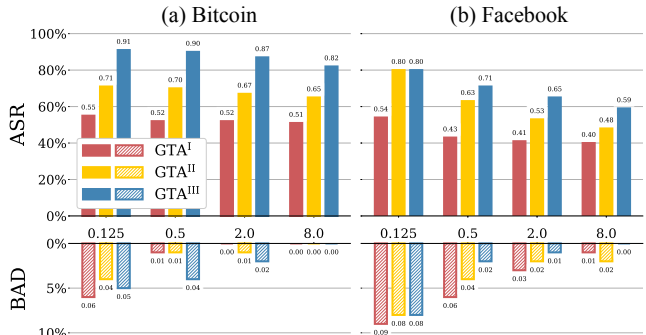 (a) Bitcoin
(b) Facebook
100%
80%
60%
40%
20%
0%
ASR
0.55 0.71 0.91 0.52 0.70 0.90 0.52 0.67 0.87 0.51 0.65 0.82
0.54 0.80 0.80 0.43 0.63 0.71 0.41 0.53 0.65 0.40 0.48 0.59
GTA^I
GTA^II
GTA^III
0.125 0.5 2.0 8.0
0.125 0.5 2.0 8.0
0%
5%
10%
BAD
0.06 0.04 0.05 0.01 0.01 0.04 0.00 0.01 0.02 0.00 0.00 0.00
0.09 0.08 0.08 0.06 0.04 0.02 0.03 0.02 0.01 0.01 0.02 0.00